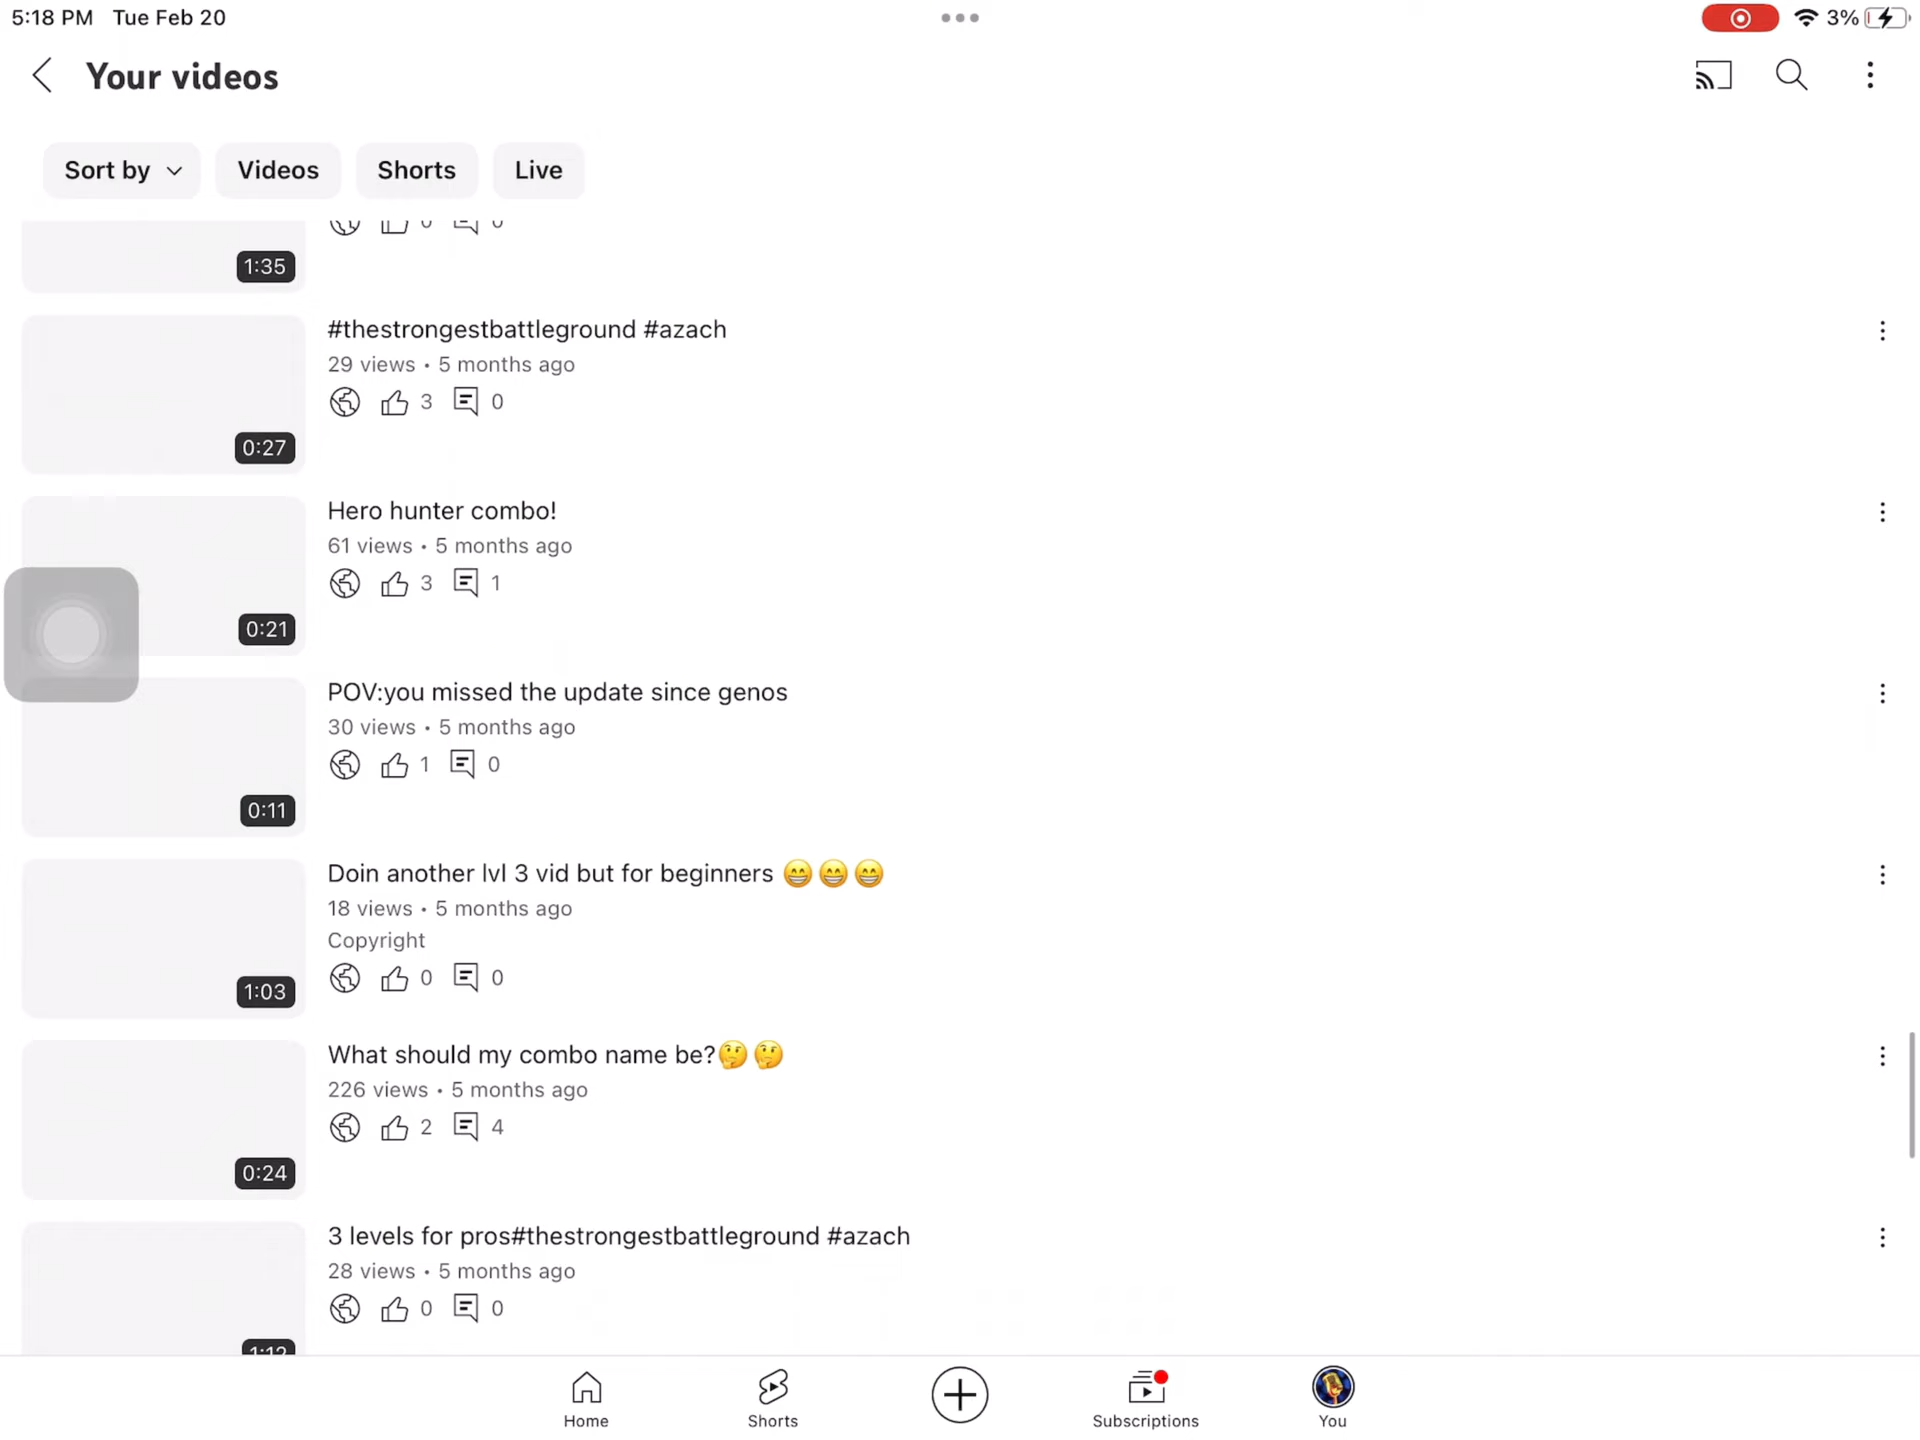 5:18 PM Tue Feb 20
3%
Your videos
Sort by
Videos
Shorts
Live
0 0
1:35
#thestrongestbattleground #azach
29 views • 5 months ago
3 0
0:27
Hero hunter combo!
61 views • 5 months ago
3 1
0:21
POV:you missed the update since genos
30 views • 5 months ago
1 0
0:11
Doin another lvl 3 vid but for beginners 😁😁😁
18 views • 5 months ago
Copyright
0 0
1:03
What should my combo name be?🤔🤔
226 views • 5 months ago
2 4
0:24
3 levels for pros#thestrongestbattleground #azach
28 views • 5 months ago
0 0
1:12
Home
Shorts
Subscriptions
You